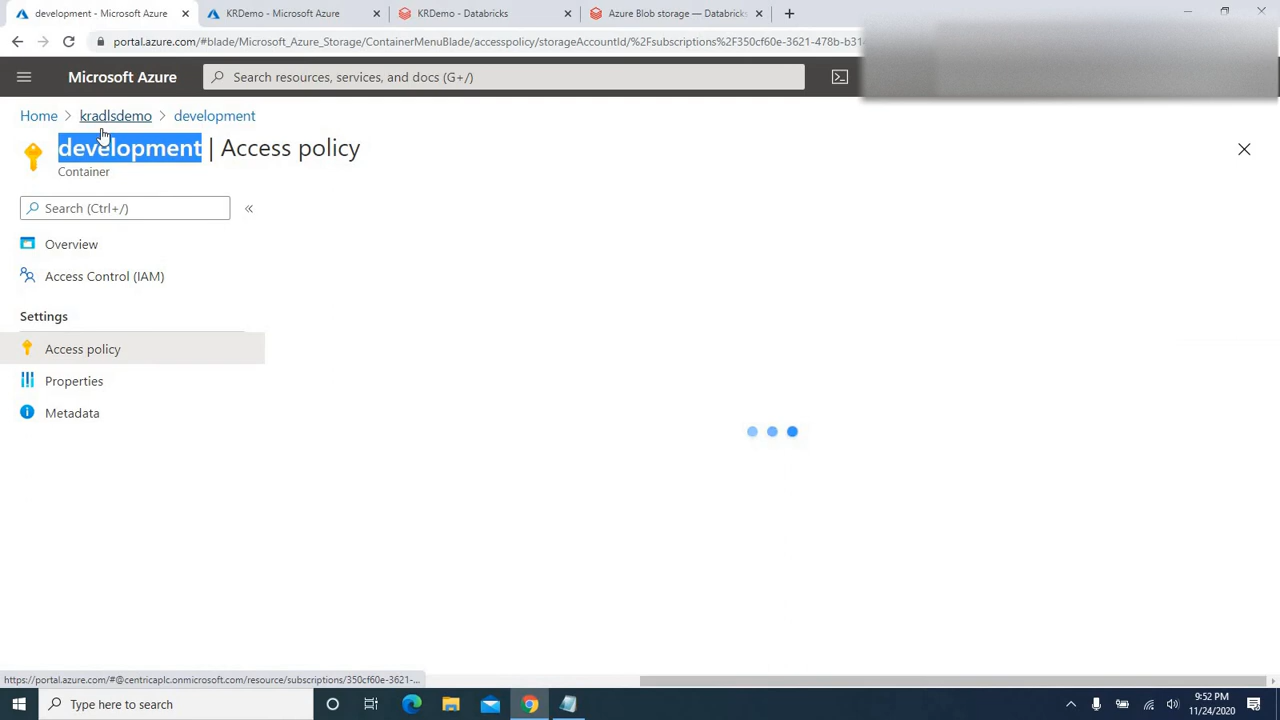 development - Microsoft Azure
KRDemo - Microsoft Azure
KRDemo - Databricks
Azure Blob storage — Databricks
portal.azure.com/#blade/Microsoft_Azure_Storage/ContainerMenuBlade/accesspolicy/storageAccountId/%2Fsubscriptions%2F350cf60e-3621-478b-b31
Microsoft Azure
Search resources, services, and docs (G+/)
Home > kradlsdemo > development
development | Access policy
Container
Search (Ctrl+/)
«
Overview
Access Control (IAM)
Settings
Access policy
Properties
Metadata
https://portal.azure.com/#@centricaplc.onmicrosoft.com/resource/subscriptions/350cf60e-3621-...
Type here to search
9:52 PM
11/24/2020